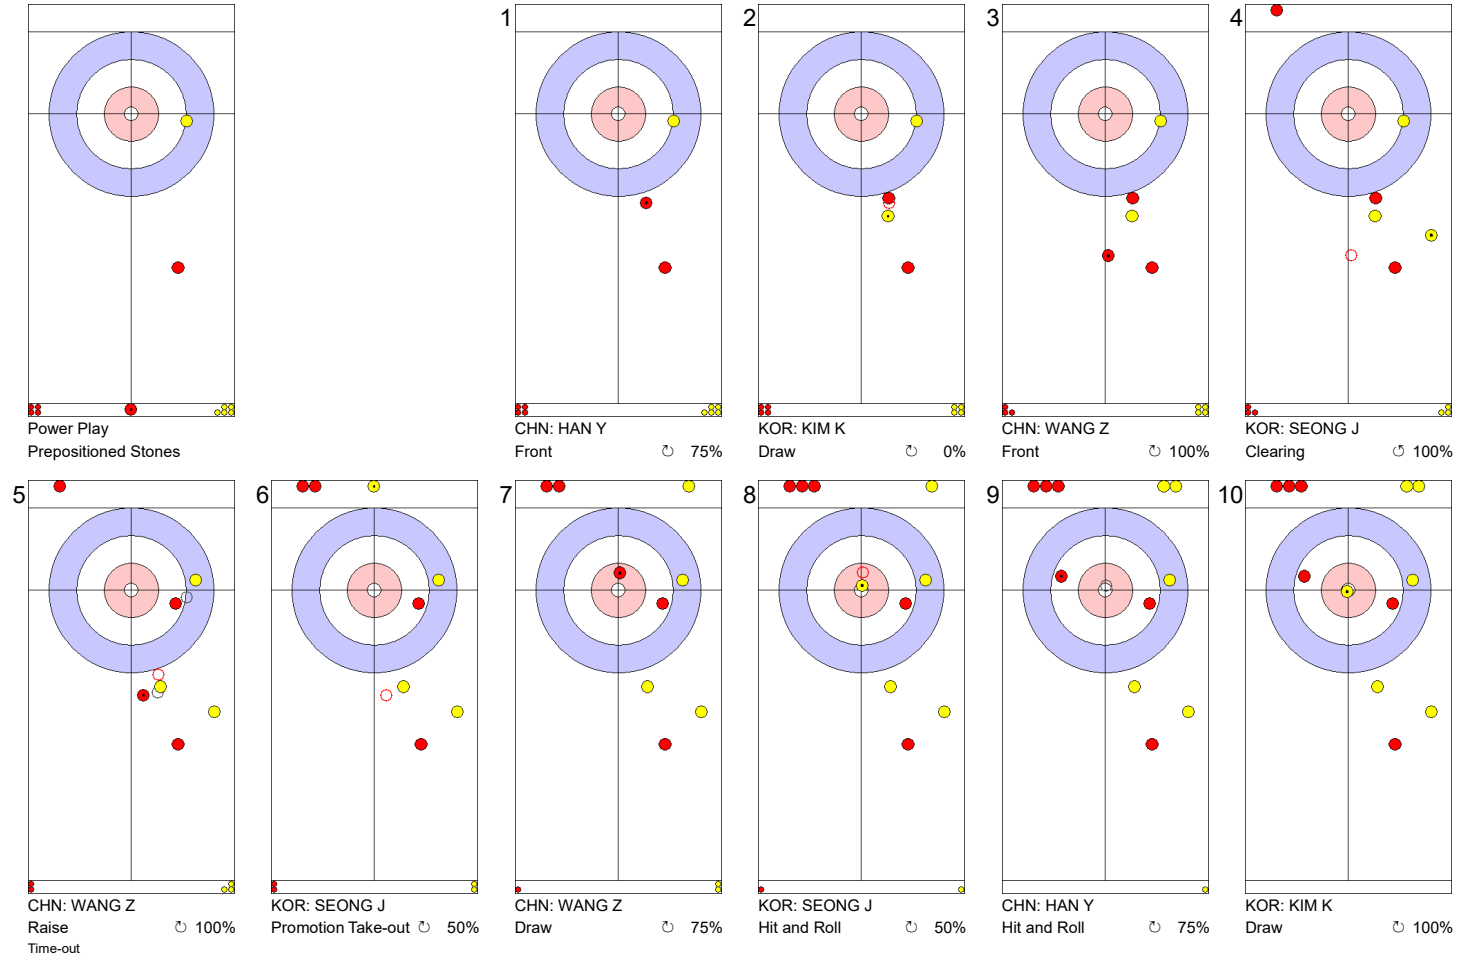 1
2
3
4
Power Play
Prepositioned Stones
CHN: HAN Y
Front ↻ 75%
KOR: KIM K
Draw ↻ 0%
CHN: WANG Z
Front ↻ 100%
KOR: SEONG J
Clearing ↺ 100%
5
6
7
8
9
10
CHN: WANG Z
Raise ↻ 100%
Time-out
KOR: SEONG J
Promotion Take-out ↻ 50%
CHN: WANG Z
Draw ↻ 75%
KOR: SEONG J
Hit and Roll ↻ 50%
CHN: HAN Y
Hit and Roll ↻ 75%
KOR: KIM K
Draw ↻ 100%